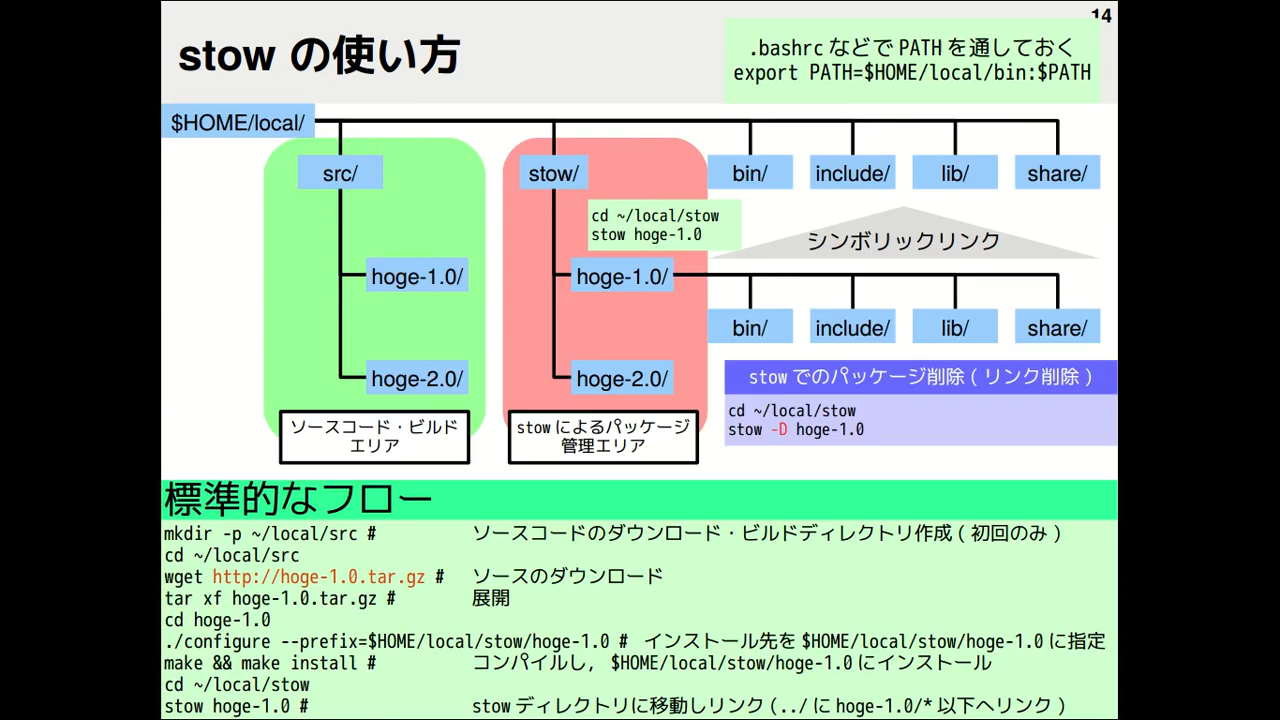 14
stow の使い方
.bashrc などで PATH を通しておく
export PATH=$HOME/local/bin:$PATH
$HOME/local/
src/
stow/
bin/
include/
lib/
share/
cd ~/local/stow
stow hoge-1.0
シンボリックリンク
hoge-1.0/
hoge-1.0/
bin/
include/
lib/
share/
hoge-2.0/
hoge-2.0/
stow でのパッケージ削除 ( リンク削除 )
cd ~/local/stow
stow -D hoge-1.0
ソースコード・ビルド
エリア
stow によるパッケージ
管理エリア
標準的なフロー
mkdir -p ~/local/src # ソースコードのダウンロード・ビルドディレクトリ作成 ( 初回のみ )
cd ~/local/src
wget http://hoge-1.0.tar.gz # ソースのダウンロード
tar xf hoge-1.0.tar.gz # 展開
cd hoge-1.0
./configure --prefix=$HOME/local/stow/hoge-1.0 # インストール先を $HOME/local/stow/hoge-1.0 に指定
make && make install # コンパイルし， $HOME/local/stow/hoge-1.0 にインストール
cd ~/local/stow
stow hoge-1.0 # stow ディレクトリに移動しリンク (../ に hoge-1.0/* 以下へリンク )